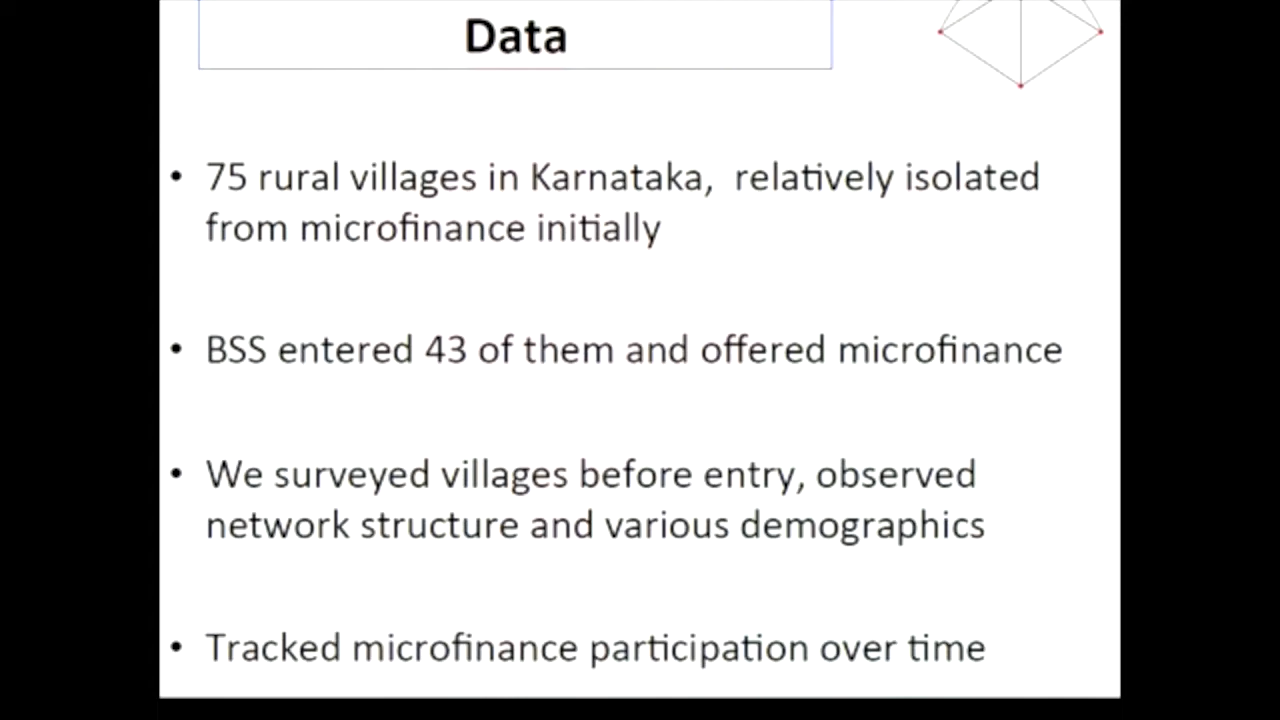 Data
• 75 rural villages in Karnataka,  relatively isolated
from microfinance initially
• BSS entered 43 of them and offered microfinance
• We surveyed villages before entry, observed
network structure and various demographics
• Tracked microfinance participation over time